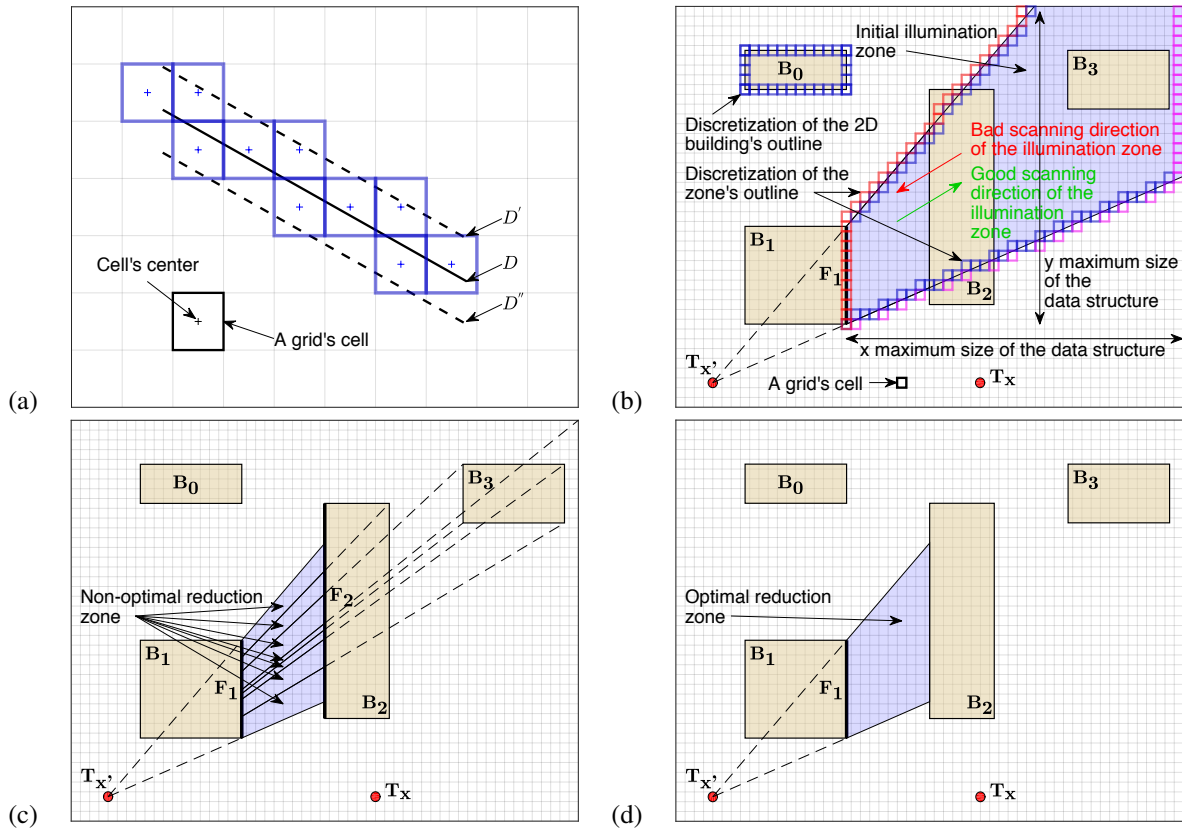 D'
D
D"
Cell's center
A grid's cell
(a)
Initial illumination
zone
B0
B3
Discretization of the 2D
building's outline
Bad scanning direction
of the illumination zone
Discretization of the
zone's outline
Good scanning
direction of the
illumination
zone
B1
F1
B2
y maximum size
of the
data structure
x maximum size of the data structure
Tx'
A grid's cell
Tx
(b)
B0
B3
Non-optimal reduction
zone
F2
B1
F1
B2
Tx'
Tx
(c)
B0
B3
Optimal reduction
zone
B1
F1
B2
Tx'
Tx
(d)